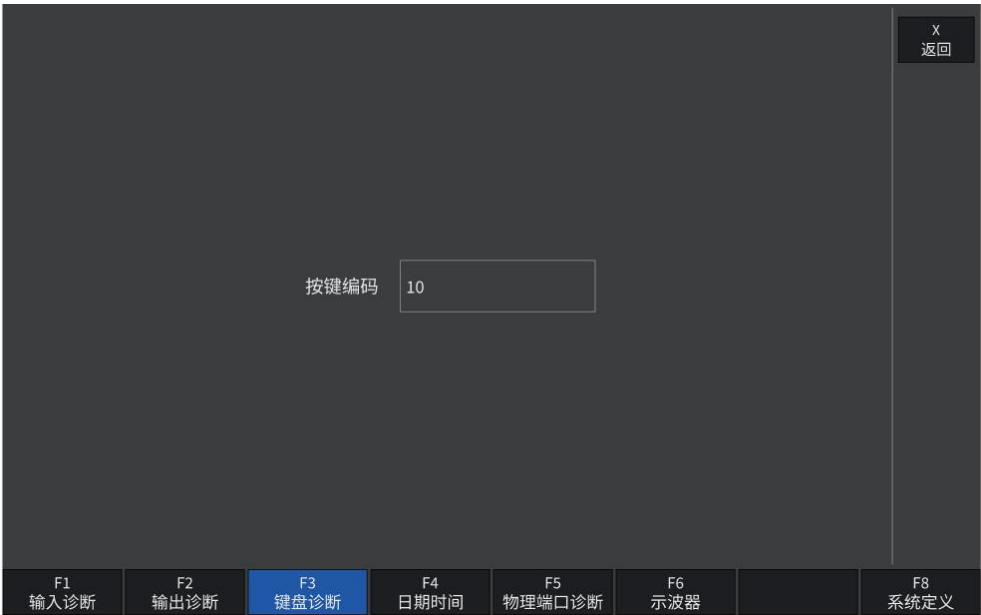 X
返回
按键编码
10
F1
输入诊断
F2
输出诊断
F3
键盘诊断
F4
日期时间
F5
物理端口诊断
F6
示波器
F8
系统定义